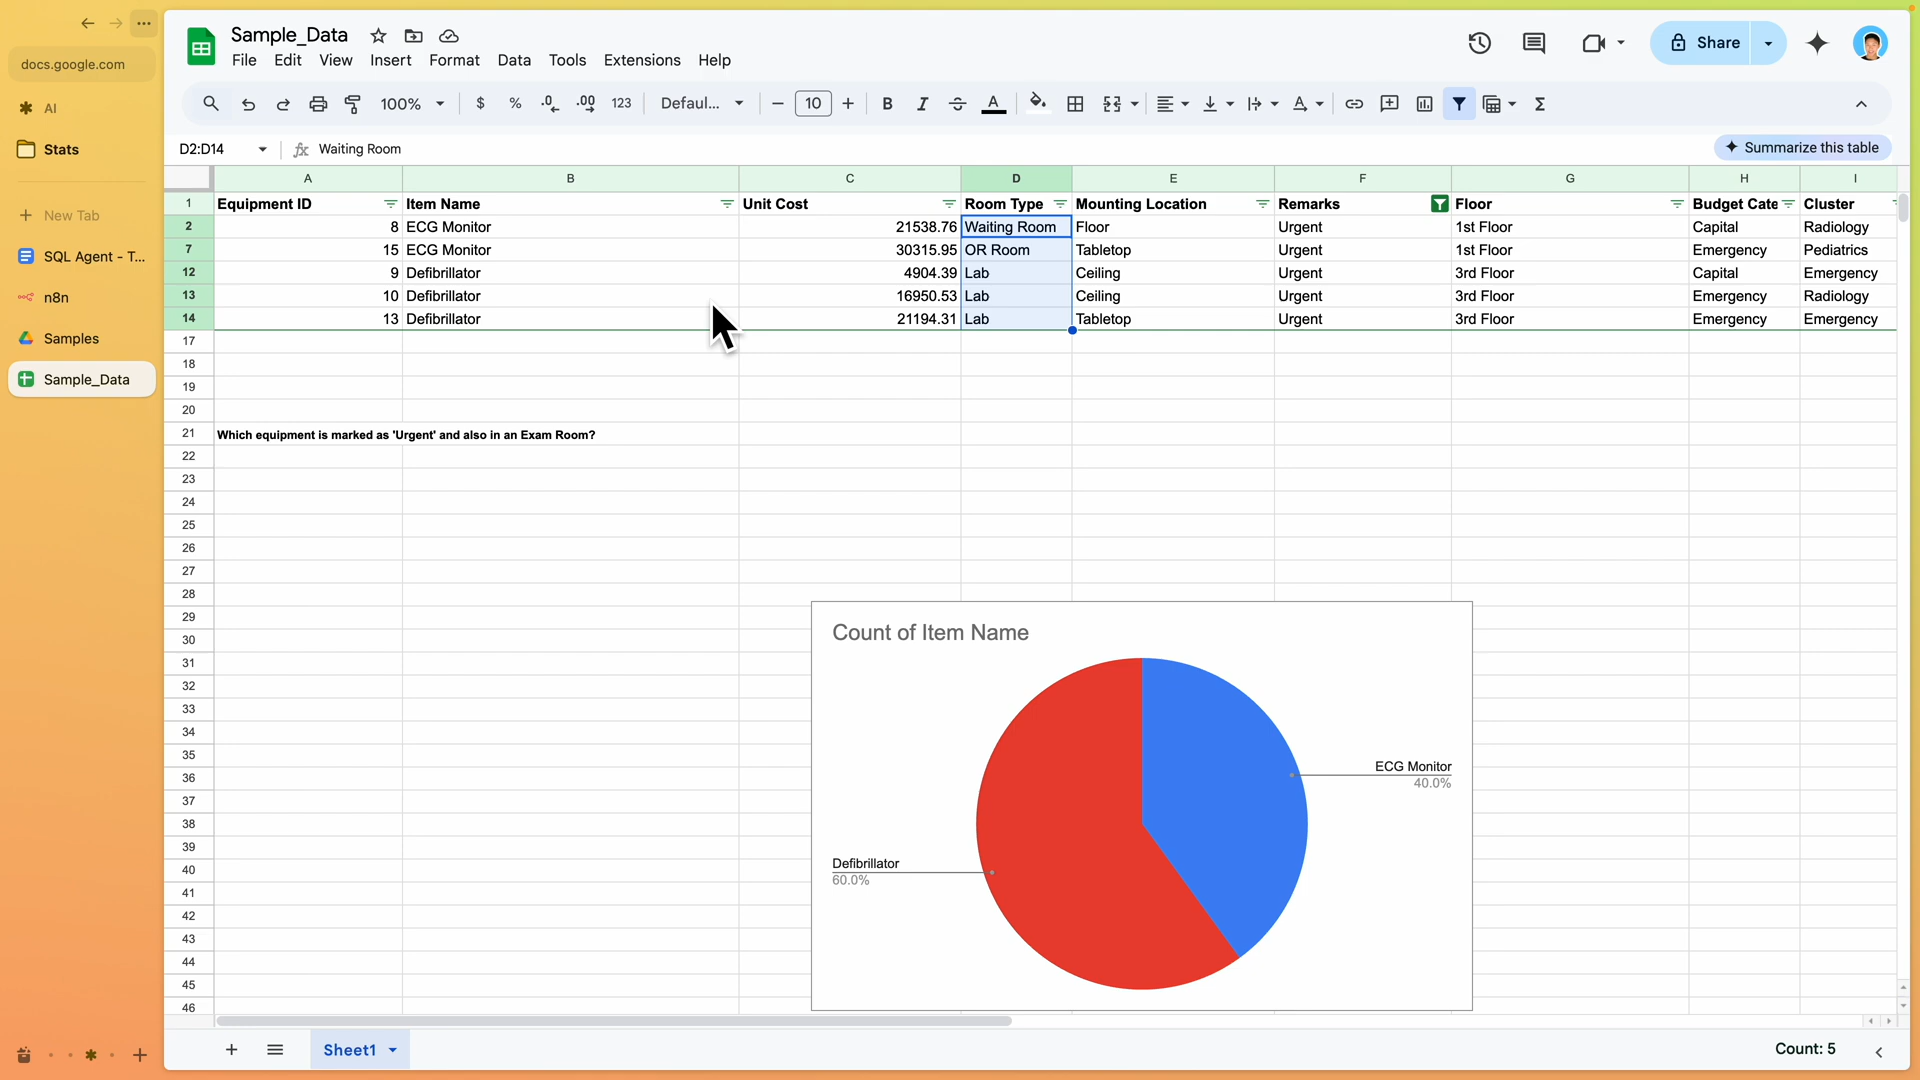 Sample_Data
docs.google.com
File Edit View Insert Format Data Tools Extensions Help
Share
AI
100% $ % .0 .00 123 Defaul... 10 B I S A
Stats
D2:D14 fx Waiting Room
Summarize this table
A B C D E F G H I
1 Equipment ID Item Name Unit Cost Room Type Mounting Location Remarks Floor Budget Cate Cluster
2 8 ECG Monitor 21538.76 Waiting Room Floor Urgent 1st Floor Capital Radiology
7 15 ECG Monitor 30315.95 OR Room Tabletop Urgent 1st Floor Emergency Pediatrics
12 9 Defibrillator 4904.39 Lab Ceiling Urgent 3rd Floor Capital Emergency
13 10 Defibrillator 16950.53 Lab Ceiling Urgent 3rd Floor Emergency Radiology
14 13 Defibrillator 21194.31 Lab Tabletop Urgent 3rd Floor Emergency Emergency
New Tab
SQL Agent - T...
n8n
Samples
Sample_Data
17
18
19
20
21 Which equipment is marked as 'Urgent' and also in an Exam Room?
22
23
24
25
26
27
28
29
30
31
32
33
34
35
36
37
38
39
40
41
42
43
44
45
46
Count of Item Name
ECG Monitor
40.0%
Defibrillator
60.0%
Sheet1
Count: 5